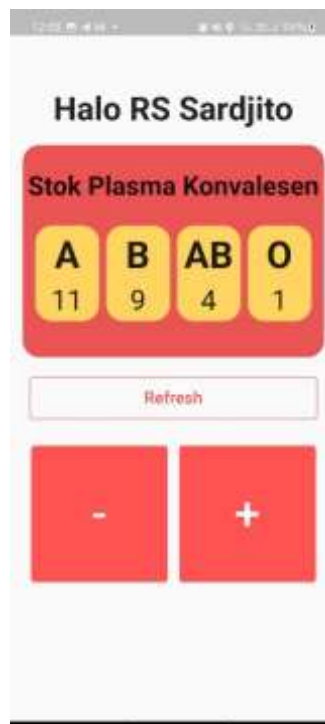 Halo RS Sardjito
Stok Plasma Konvalesen
A B AB O
11 9 4 1
Refresh
- +